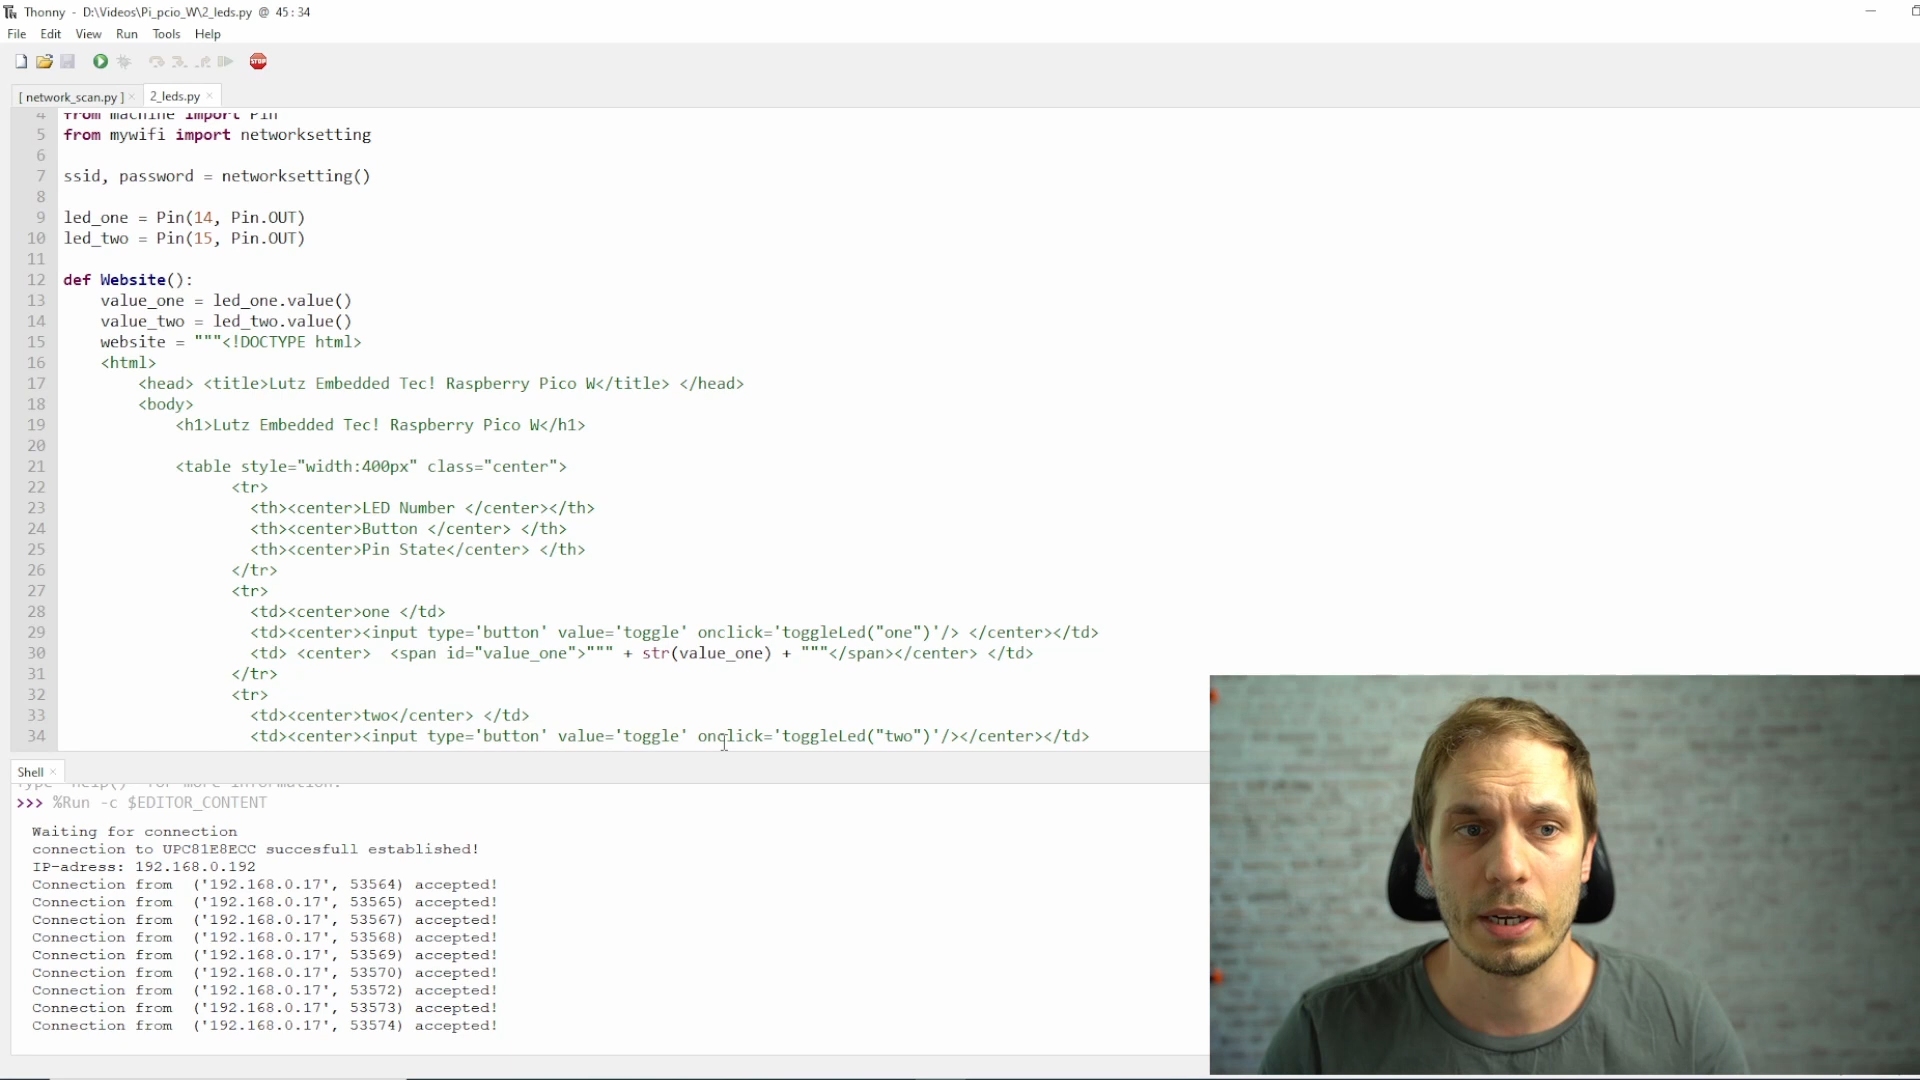 Thonny - D:\Videos\Pi_pcio_W\2_leds.py @ 45:34
File Edit View Run Tools Help
STOP
[ network_scan.py ] × 2_leds.py ×
4 from machine import Pin
5 from mywifi import networksetting
6
7 ssid, password = networksetting()
8
9 led_one = Pin(14, Pin.OUT)
10 led_two = Pin(15, Pin.OUT)
11
12 def Website():
13 value_one = led_one.value()
14 value_two = led_two.value()
15 website = """<!DOCTYPE html>
16 <html>
17 <head> <title>Lutz Embedded Tec! Raspberry Pico W</title> </head>
18 <body>
19 <h1>Lutz Embedded Tec! Raspberry Pico W</h1>
20
21 <table style="width:400px" class="center">
22 <tr>
23 <th><center>LED Number </center></th>
24 <th><center>Button </center> </th>
25 <th><center>Pin State</center> </th>
26 </tr>
27 <tr>
28 <td><center>one </td>
29 <td><center><input type='button' value='toggle' onclick='toggleLed("one")'/> </center></td>
30 <td> <center>  <span id="value_one">""" + str(value_one) + """</span></center> </td>
31 </tr>
32 <tr>
33 <td><center>two</center> </td>
34 <td><center><input type='button' value='toggle' onclick='toggleLed("two")'/></center></td>
Shell ×
Type "help()" for more information.
>>> %Run -c $EDITOR_CONTENT
Waiting for connection
connection to UPC81E8ECC succesfull established!
IP-adress: 192.168.0.192
Connection from  ('192.168.0.17', 53564) accepted!
Connection from  ('192.168.0.17', 53565) accepted!
Connection from  ('192.168.0.17', 53567) accepted!
Connection from  ('192.168.0.17', 53568) accepted!
Connection from  ('192.168.0.17', 53569) accepted!
Connection from  ('192.168.0.17', 53570) accepted!
Connection from  ('192.168.0.17', 53572) accepted!
Connection from  ('192.168.0.17', 53573) accepted!
Connection from  ('192.168.0.17', 53574) accepted!